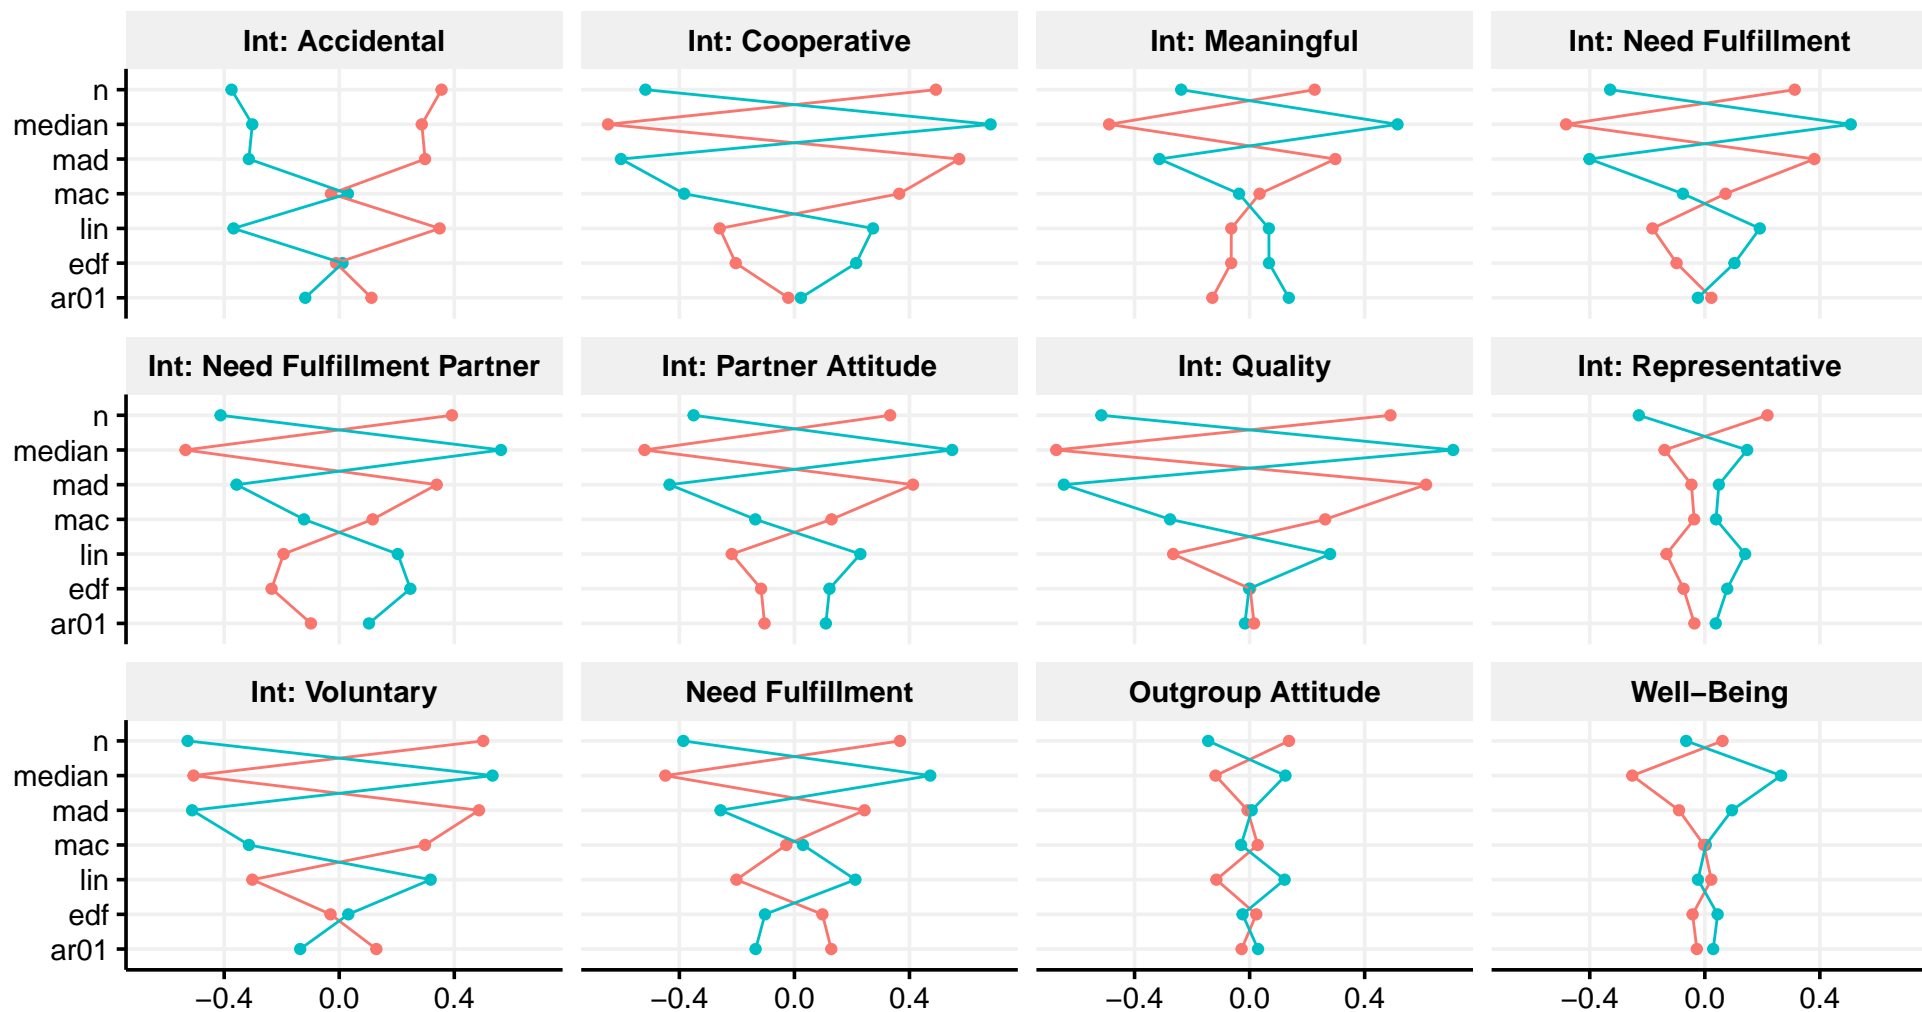 Int: Accidental
Int: Cooperative
Int: Meaningful
Int: Need Fulfillment
n
median
mad
mac
lin
edf
ar01
Int: Need Fulfillment Partner
Int: Partner Attitude
Int: Quality
Int: Representative
n
median
mad
mac
lin
edf
ar01
Int: Voluntary
Need Fulfillment
Outgroup Attitude
Well−Being
n
median
mad
mac
lin
edf
ar01
−0.4 0.0 0.4
−0.4 0.0 0.4
−0.4 0.0 0.4
−0.4 0.0 0.4